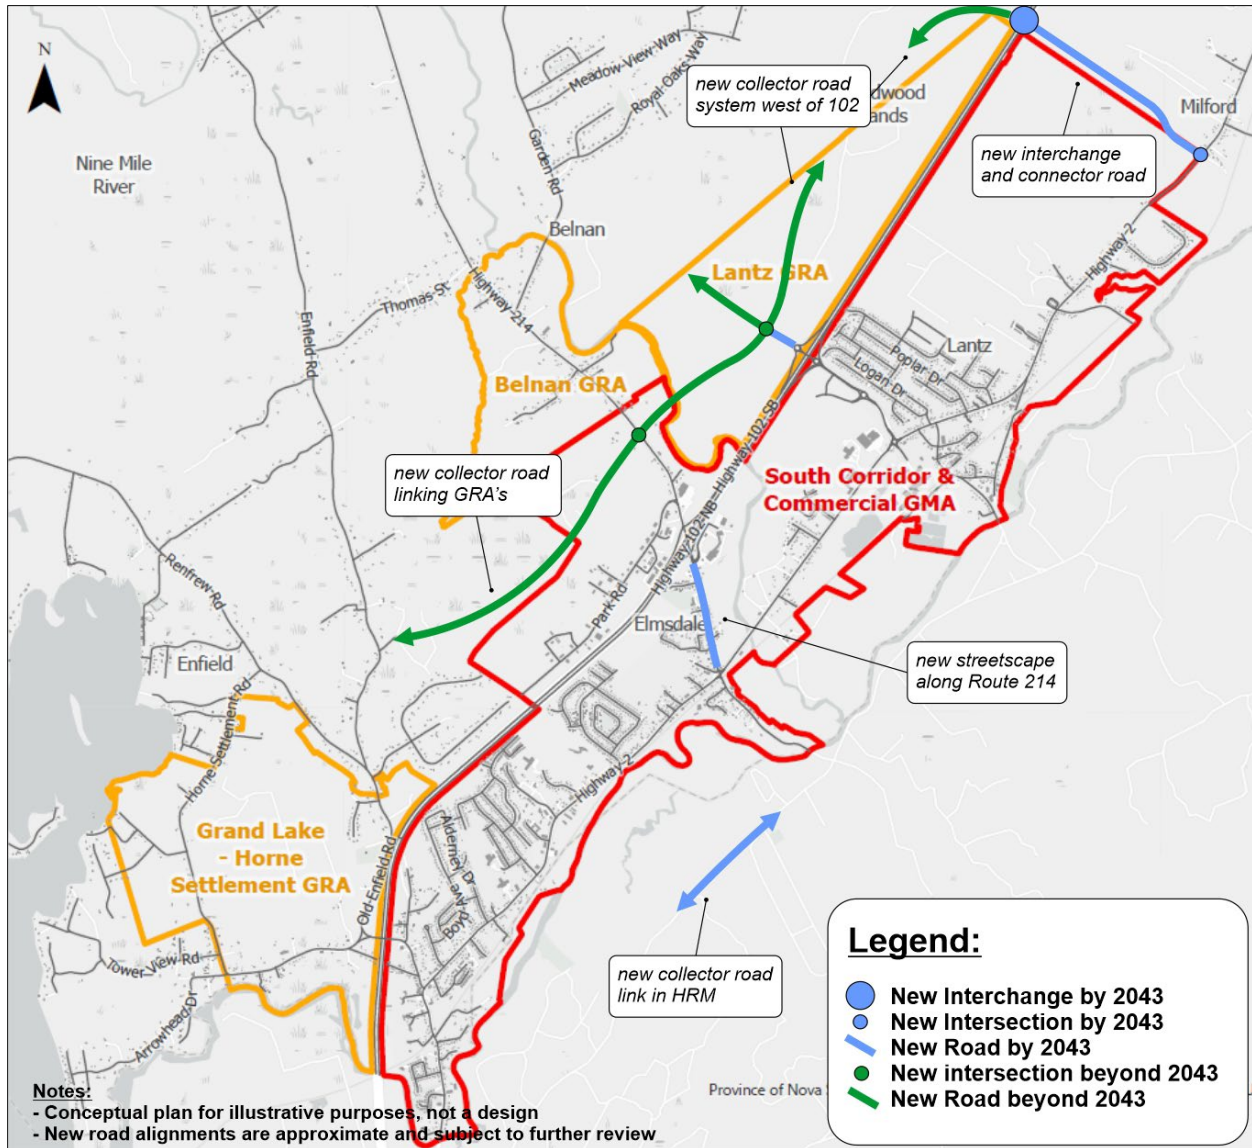 N
Nine Mile
River
Meadow View Way
Royal Oaks Way
Garden Rd
new collector road
system west of 102
dwood
ands
Milford
new interchange
and connector road
Belnan
Highway-214
Thomas St
Enfield Rd
Lantz GRA
Highway-2
Belnan GRA
Lantz
Poplar Dr
Logan Dr
new collector road
linking GRA's
Highway-102-NB-Highway-102-SB
South Corridor &
Commercial GMA
Renfrew Rd
Park Rd
Elmsdale
Enfield
new streetscape
along Route 214
Horne Settlement Rd
Highway-2
Grand Lake
- Horne
Settlement GRA
Old Enfield Rd
Alderney Dr
Boyd Ave
Tower View Rd
Arrowhead Dr
new collector road
link in HRM
Legend:
New Interchange by 2043
New Intersection by 2043
New Road by 2043
New intersection beyond 2043
New Road beyond 2043
Province of Nova S
Notes:
- Conceptual plan for illustrative purposes, not a design
- New road alignments are approximate and subject to further review